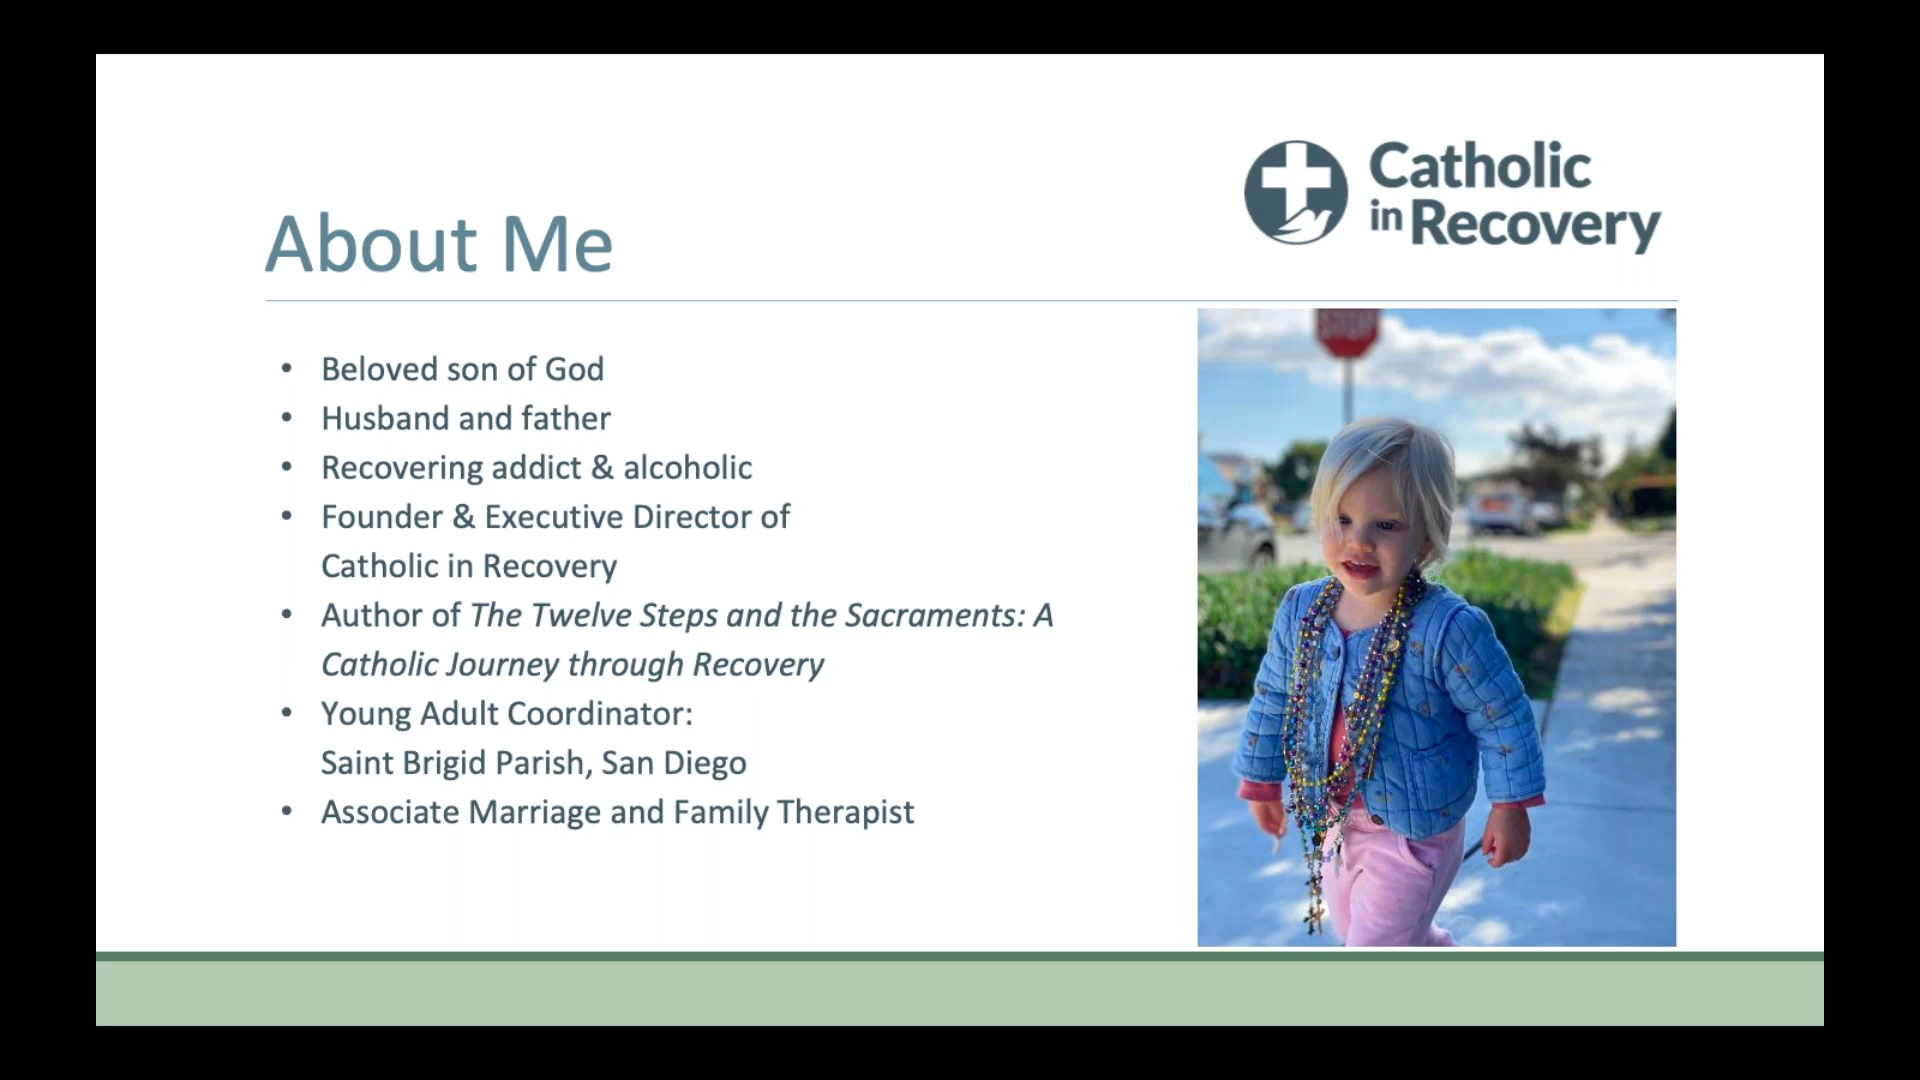 Catholic
in Recovery
About Me
• Beloved son of God
• Husband and father
• Recovering addict & alcoholic
• Founder & Executive Director of
Catholic in Recovery
• Author of The Twelve Steps and the Sacraments: A
Catholic Journey through Recovery
• Young Adult Coordinator:
Saint Brigid Parish, San Diego
• Associate Marriage and Family Therapist
STOP